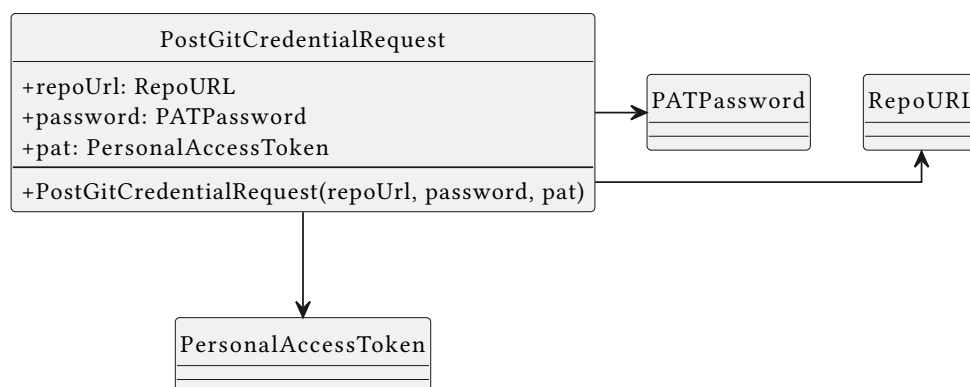 PostGitCredentialRequest
+repoUrl: RepoURL
+password: PATPassword
+pat: PersonalAccessToken
+PostGitCredentialRequest(repoUrl, password, pat)
PATPassword
RepoURL
PersonalAccessToken